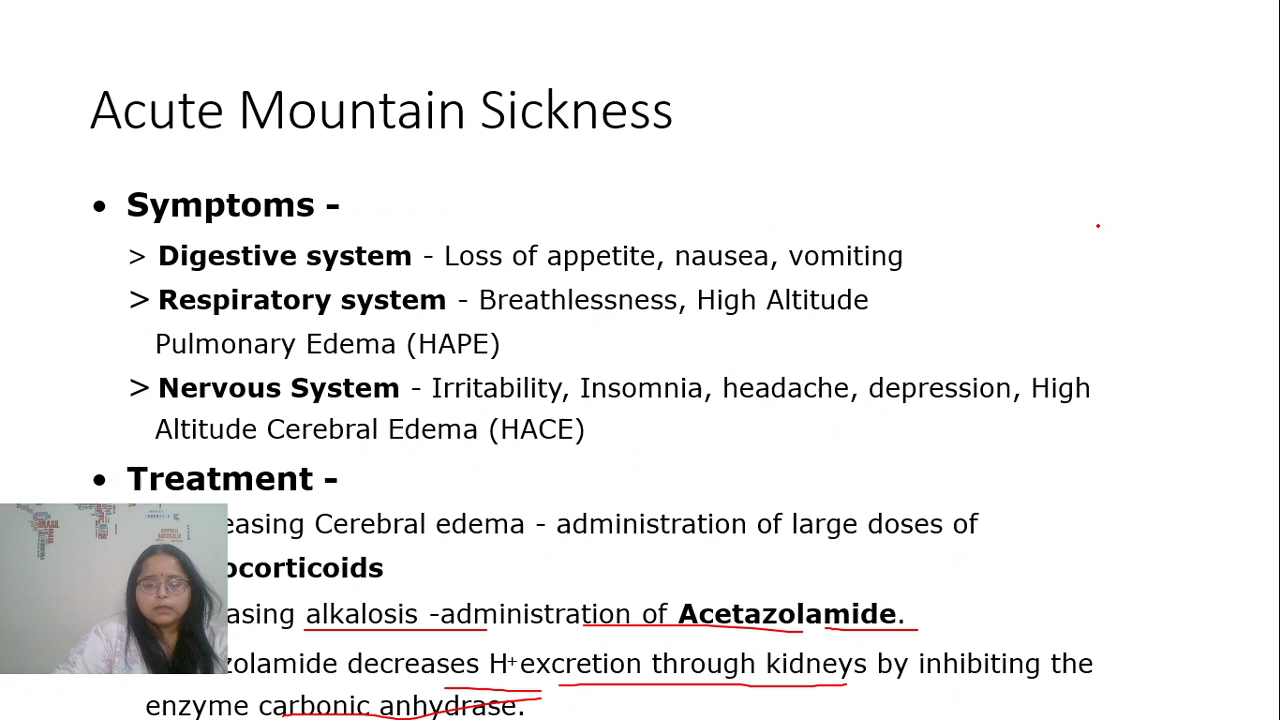 Acute Mountain Sickness
• Symptoms -
> Digestive system - Loss of appetite, nausea, vomiting
> Respiratory system - Breathlessness, High Altitude
Pulmonary Edema (HAPE)
> Nervous System - Irritability, Insomnia, headache, depression, High
Altitude Cerebral Edema (HACE)
• Treatment -
easing Cerebral edema - administration of large doses of
ocorticoids
asing alkalosis -administration of Acetazolamide.
zolamide decreases H⁺excretion through kidneys by inhibiting the
enzyme carbonic anhydrase.
BRASIL